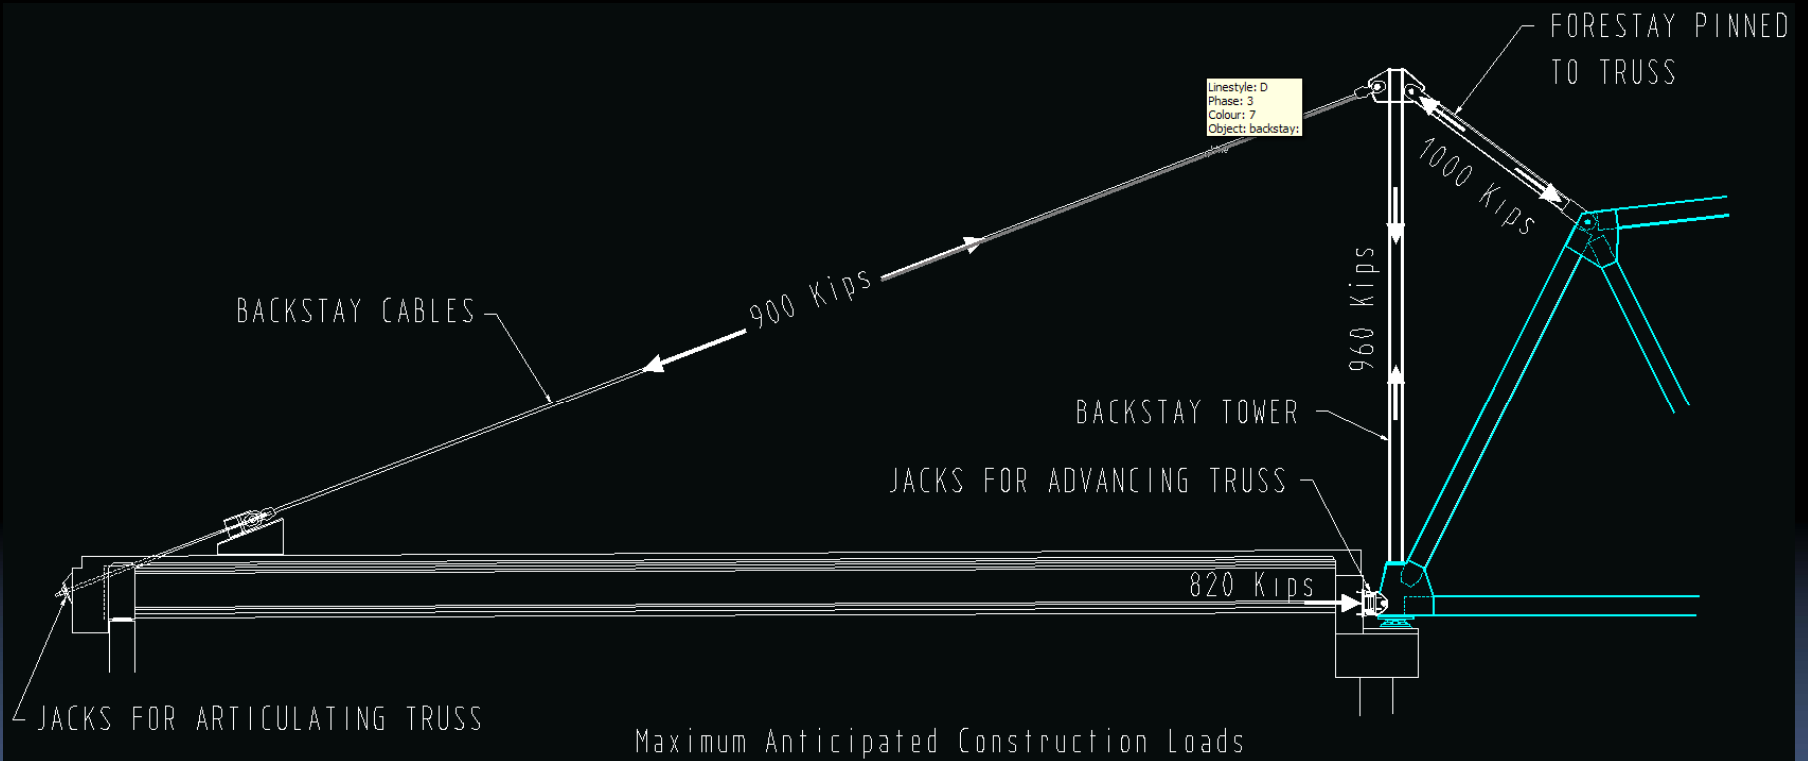 FORESTAY PINNED
TO TRUSS
Linestyle: D
Phase: 3
Colour: 7
Object: backstay:
1000 Kips
900 Kips
960 Kips
BACKSTAY CABLES
BACKSTAY TOWER
JACKS FOR ADVANCING TRUSS
820 Kips
JACKS FOR ARTICULATING TRUSS
Maximum Anticipated Construction Loads